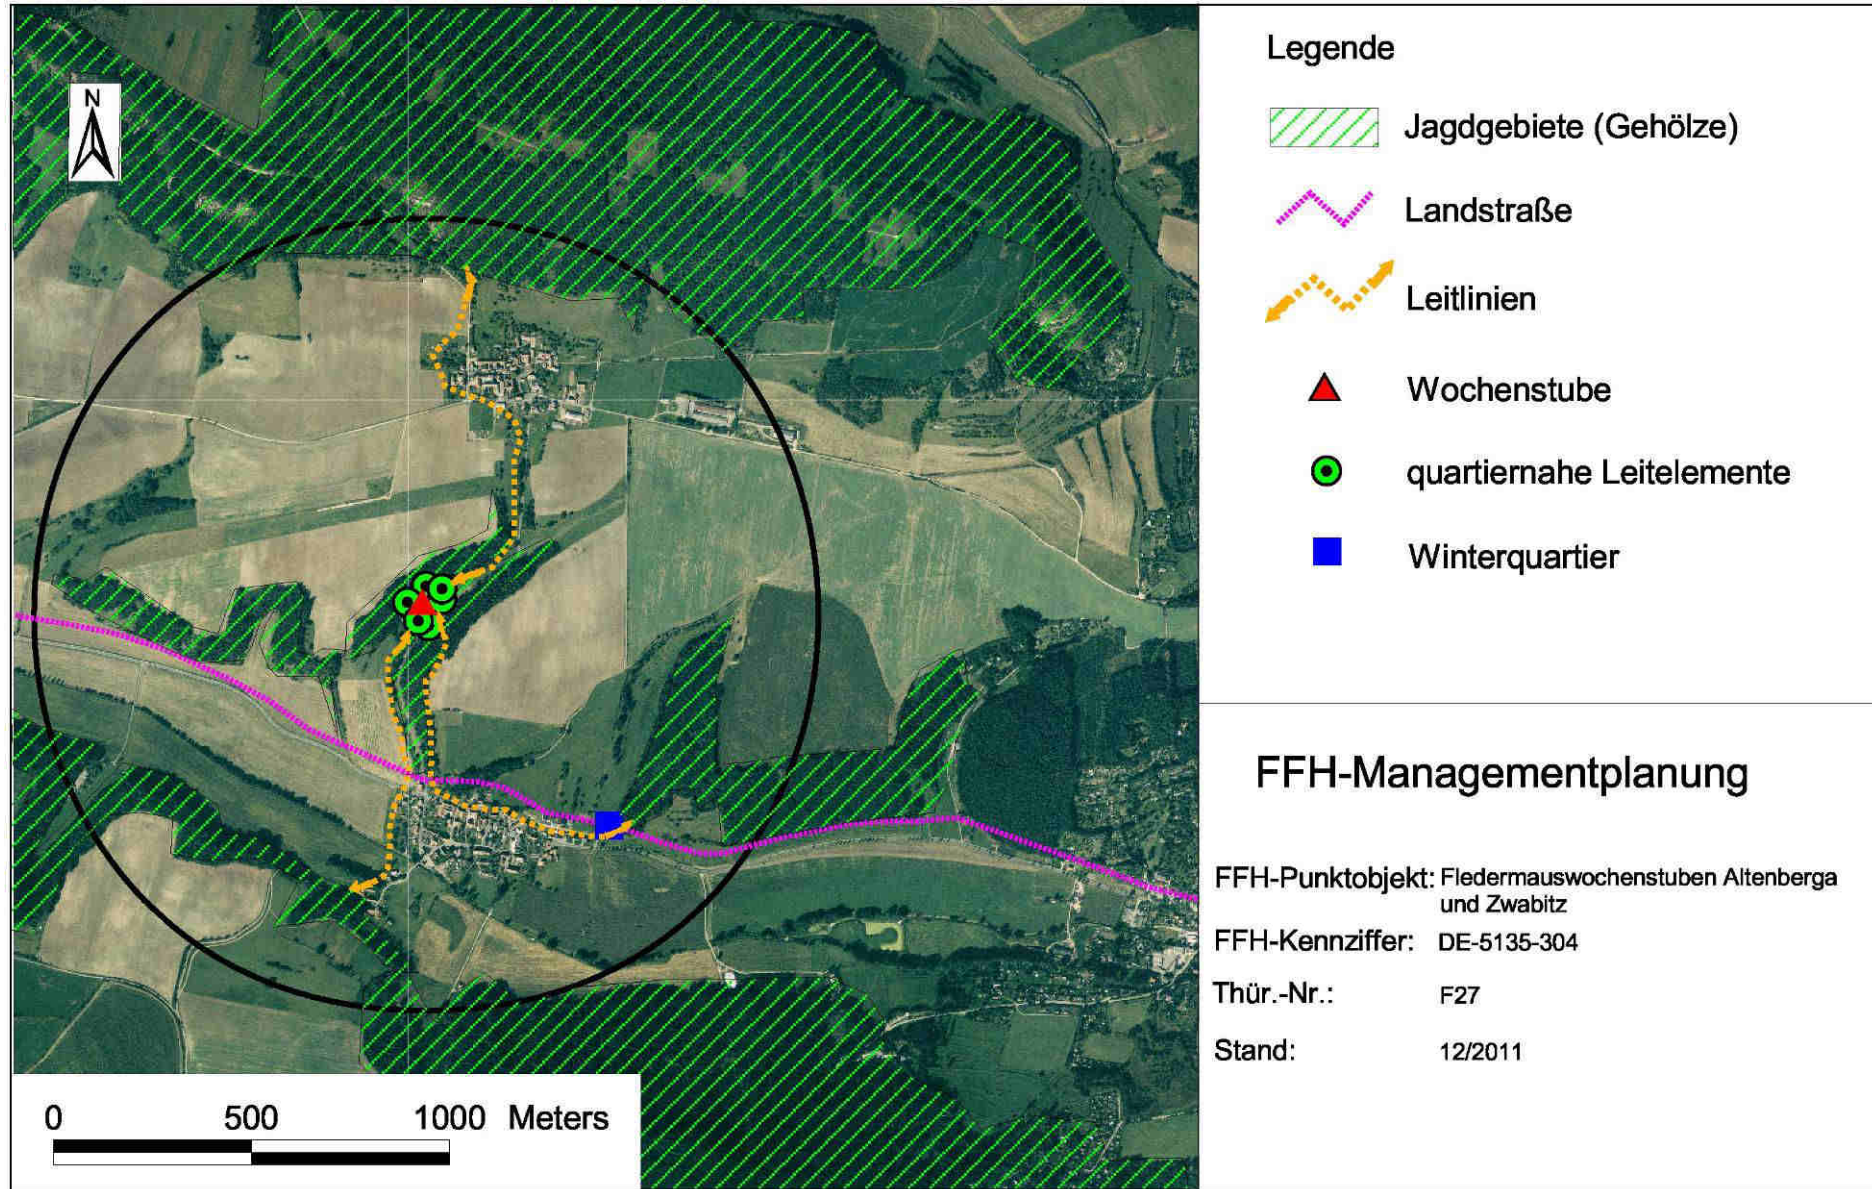 N
Legende
Jagdgebiete (Gehölze)
Landstraße
Leitlinien
Wochenstube
quartiernahe Leitelemente
Winterquartier
FFH-Managementplanung
FFH-Punktobjekt: Fledermauswochenstuben Altenberga
und Zwabitz
FFH-Kennziffer: DE-5135-304
Thür.-Nr.: F27
Stand: 12/2011
0 500 1000 Meters